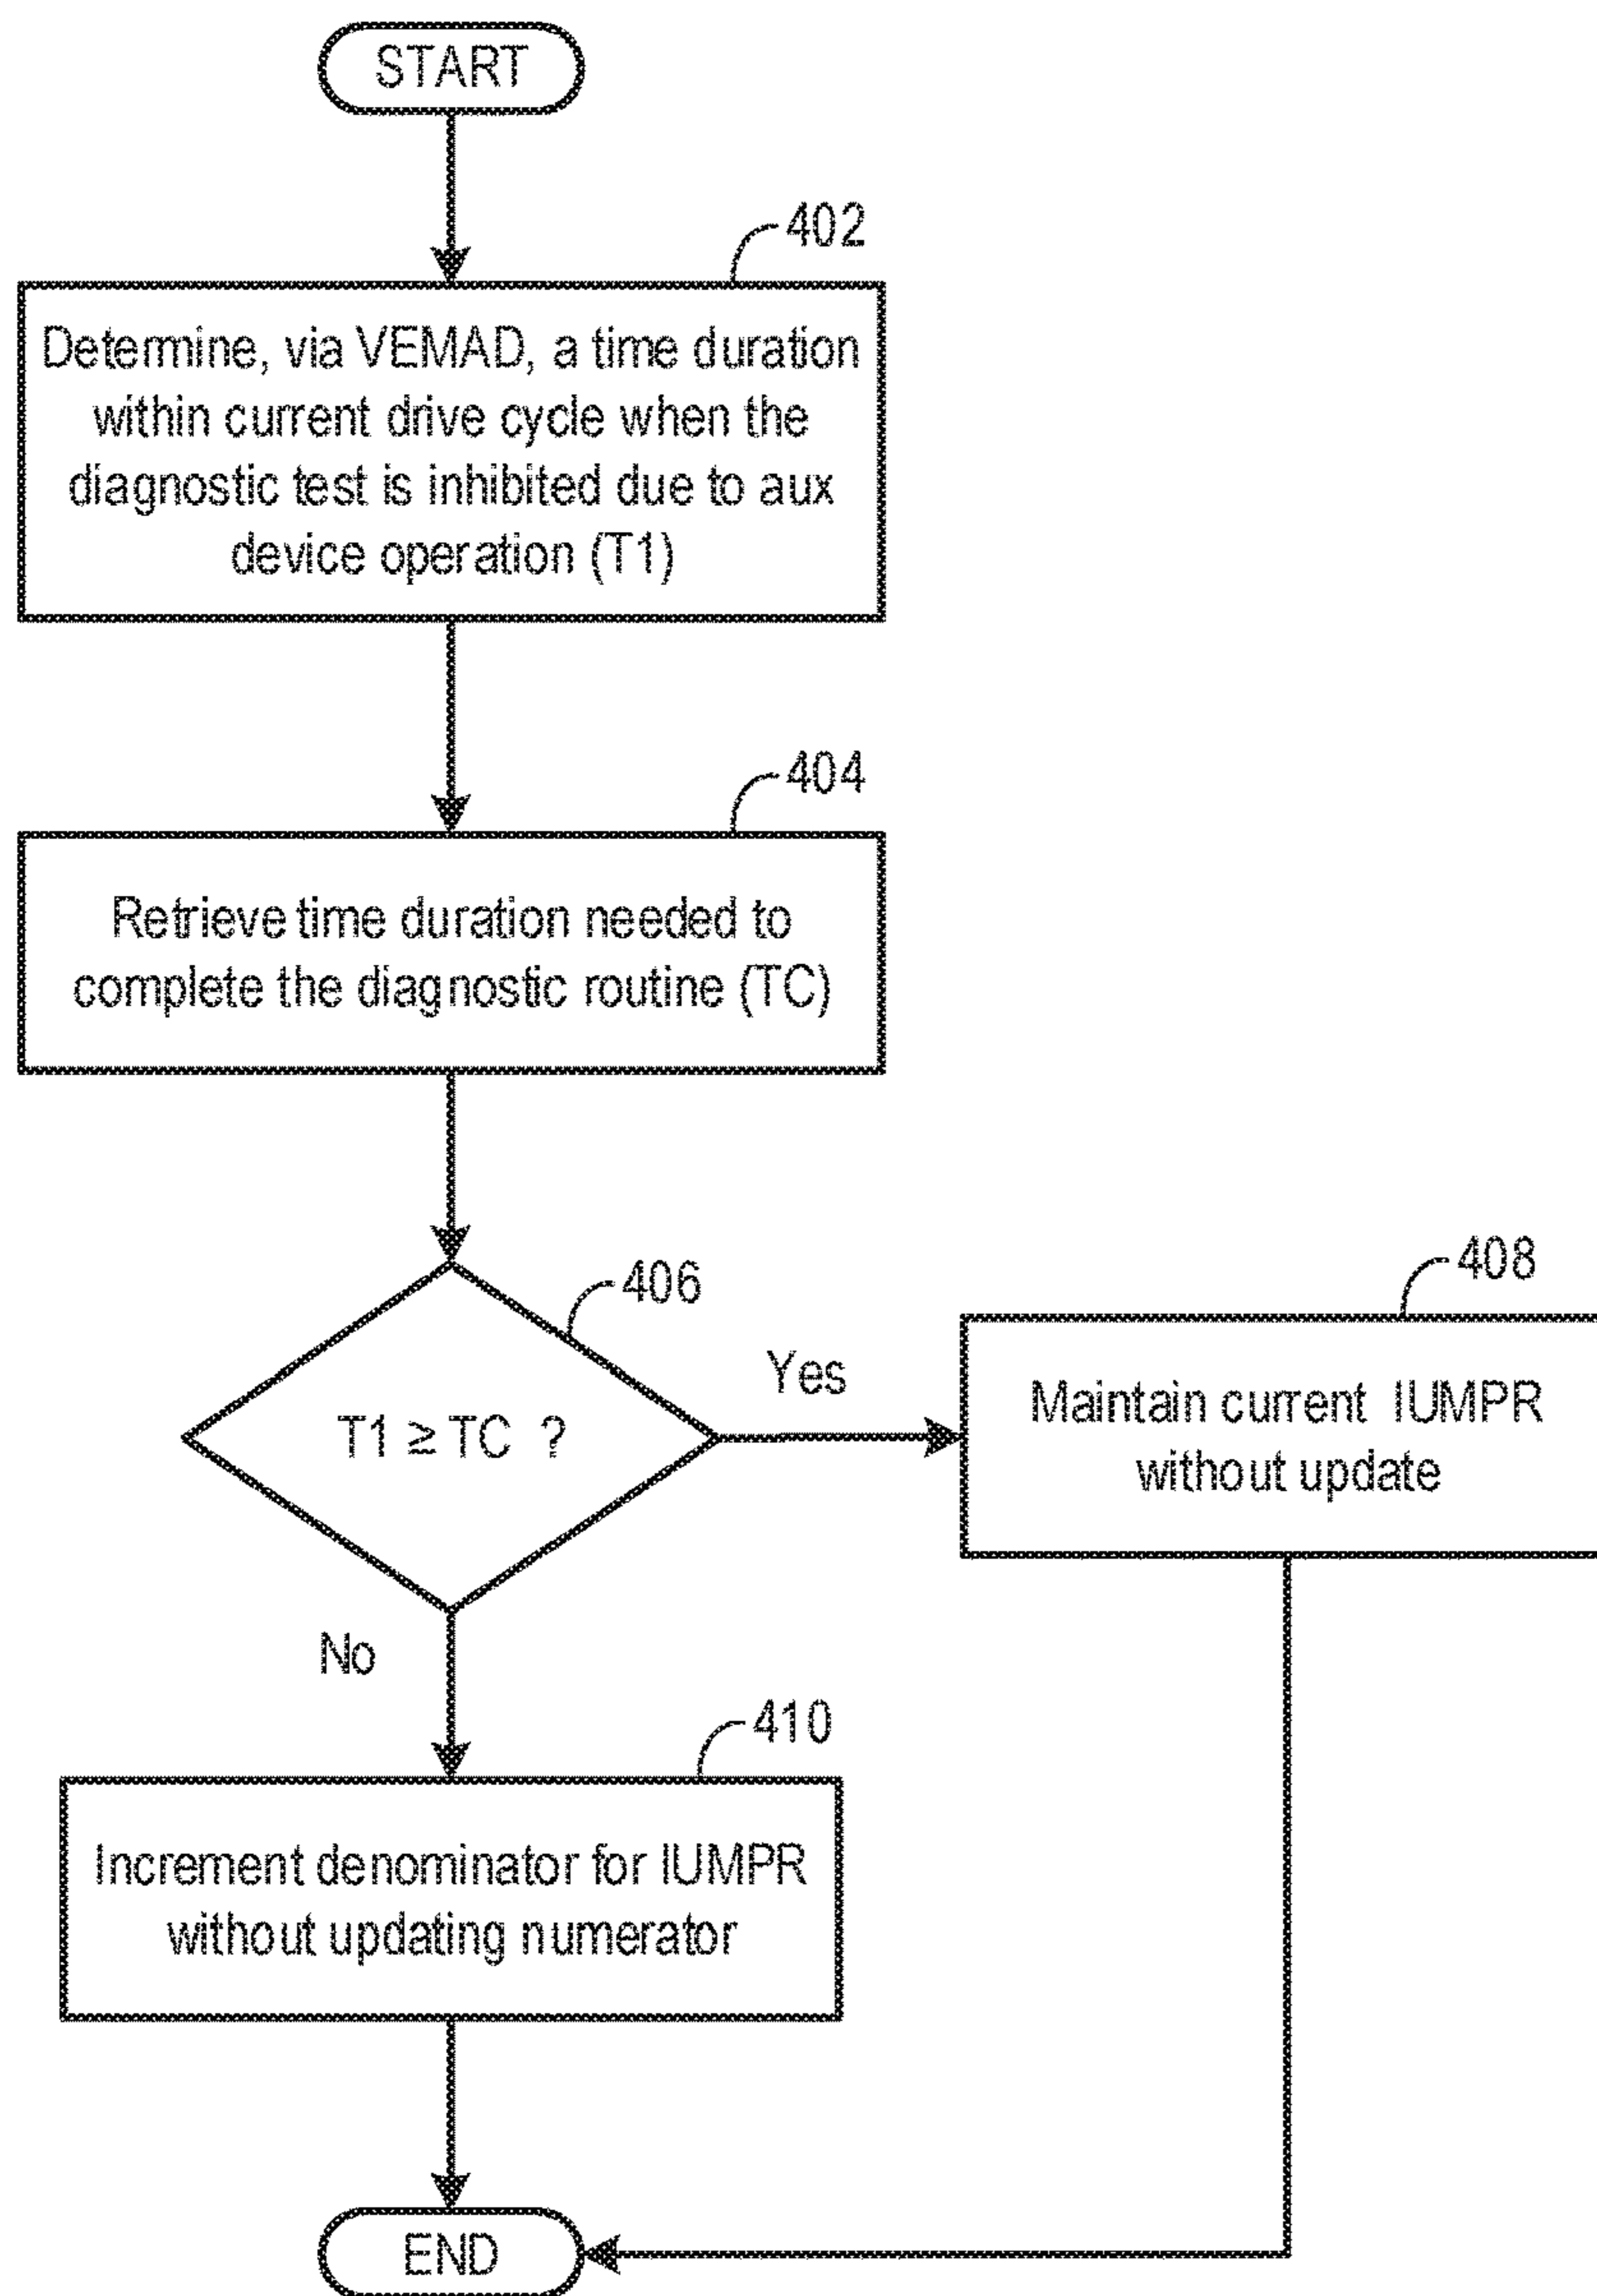 START
402
Determine, via VEMAD, a time duration
within current drive cycle when the
diagnostic test is inhibited due to aux
device operation (T1)
404
Retrieve time duration needed to
complete the diagnostic routine (TC)
406
T1 ≥ TC ?
Yes
408
Maintain current IUMPR
without update
No
410
Increment denominator for IUMPR
without updating numerator
END